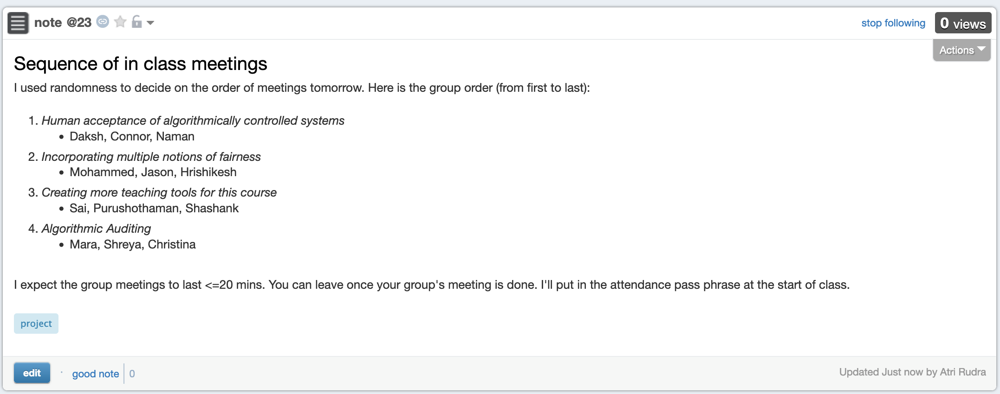 note @23
stop following
0 views
Actions
Sequence of in class meetings
I used randomness to decide on the order of meetings tomorrow. Here is the group order (from first to last):
1. Human acceptance of algorithmically controlled systems
• Daksh, Connor, Naman
2. Incorporating multiple notions of fairness
• Mohammed, Jason, Hrishikesh
3. Creating more teaching tools for this course
• Sai, Purushothaman, Shashank
4. Algorithmic Auditing
• Mara, Shreya, Christina
I expect the group meetings to last <=20 mins. You can leave once your group's meeting is done. I'll put in the attendance pass phrase at the start of class.
project
edit · good note 0
Updated Just now by Atri Rudra